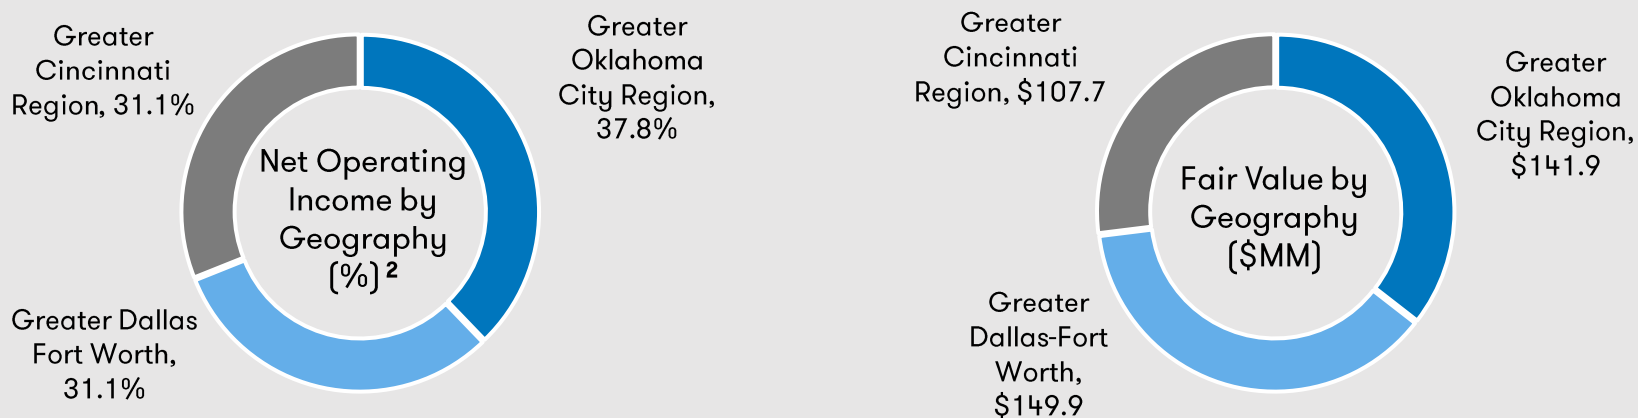 Greater
Cincinnati
Region, 31.1%
Greater
Oklahoma
City Region,
37.8%
Net Operating
Income by
Geography
(%)²
Greater Dallas
Fort Worth,
31.1%
Greater
Cincinnati
Region, $107.7
Greater
Oklahoma
City Region,
$141.9
Fair Value by
Geography
($MM)
Greater
Dallas-Fort
Worth,
$149.9